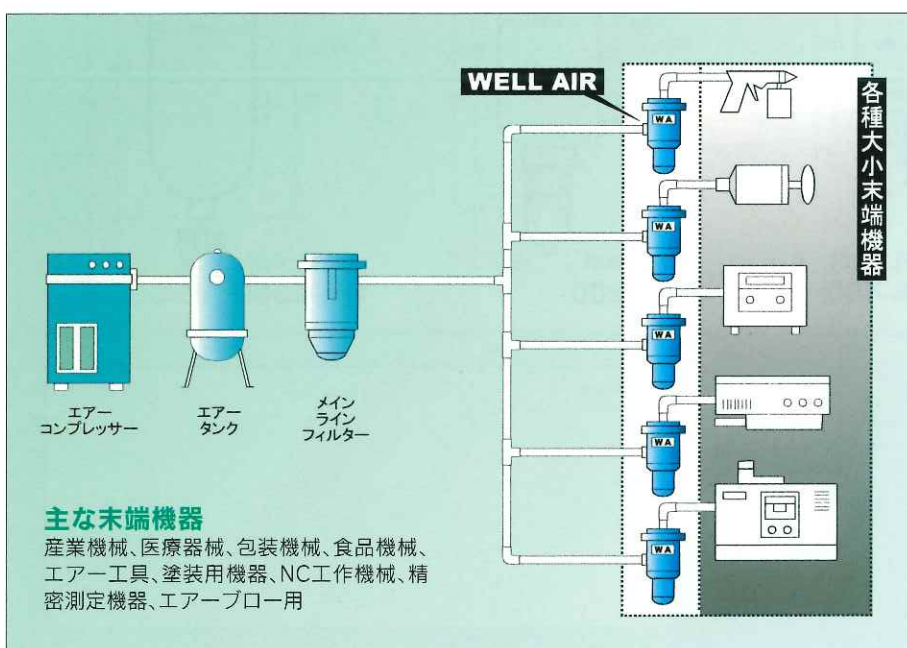 WELL AIR
各種大小末端機器
WA
WA
WA
WA
WA
エアー
コンプレッサー
エアー
タンク
メイン
ライン
フィルター
主な末端機器
産業機械、医療器械、包装機械、食品機械、
エアー工具、塗装用機器、NC工作機械、精
密測定機器、エアーブロー用